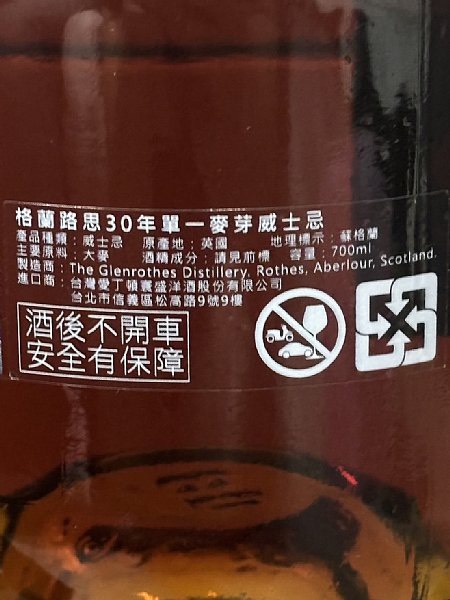 格蘭路思30年單一麥芽威士忌
產品種類：威士忌 原產地：英國 地理標示：蘇格蘭
主要原料：大麥 酒精成分：請見前標 容量：700ml
製造商：The Glenrothes Distillery. Rothes, Aberlour, Scotland.
進口商：台灣愛丁頓寰盛洋酒股份有限公司
台北市信義區松高路9號9樓
酒後不開車
安全有保障